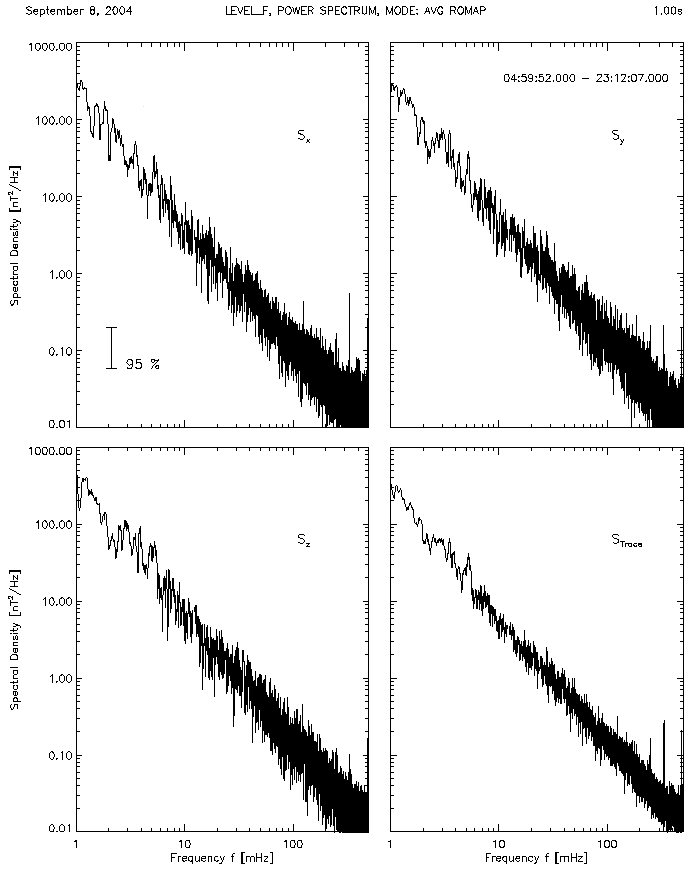 September 8, 2004 LEVEL_F, POWER SPECTRUM, MODE: AVG ROMAP 1.00s
1000.00
100.00
10.00
1.00
0.10
0.01
Spectral Density [nT²/Hz]
Sx
95 %
04:59:52.000 – 23:12:07.000
Sy
1000.00
100.00
10.00
1.00
0.10
0.01
Spectral Density [nT²/Hz]
Sz
1 10 100
Frequency f [mHz]
STrace
1 10 100
Frequency f [mHz]